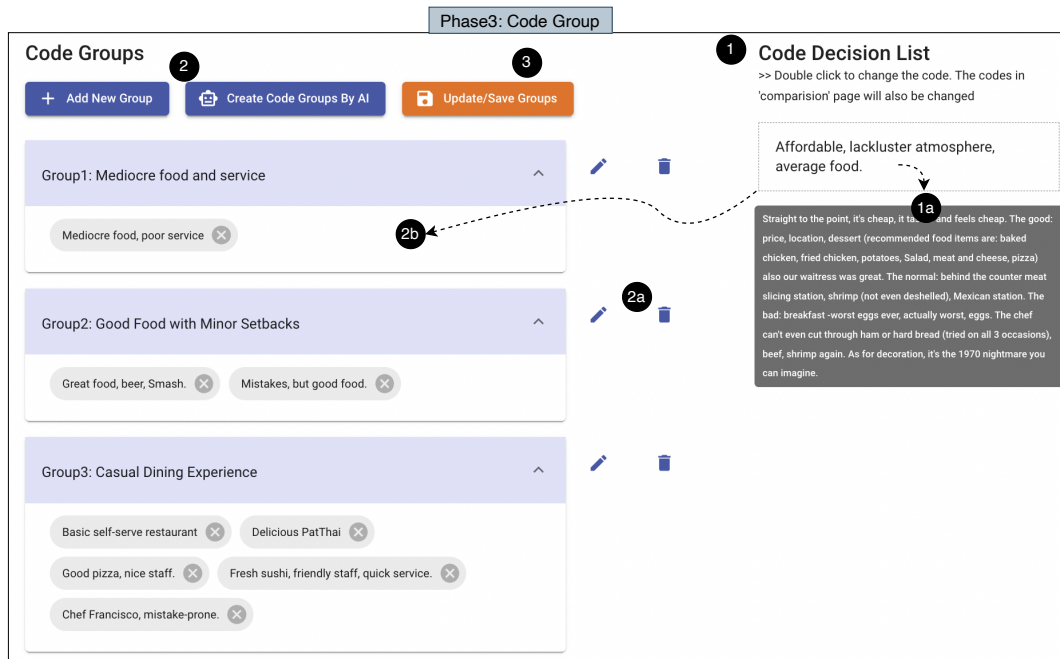 Phase3: Code Group
Code Groups
2
3
Add New Group
Create Code Groups By AI
Update/Save Groups
Group1: Mediocre food and service
Mediocre food, poor service
2b
Group2: Good Food with Minor Setbacks
2a
Great food, beer, Smash.
Mistakes, but good food.
Group3: Casual Dining Experience
Basic self-serve restaurant
Delicious PatThai
Good pizza, nice staff.
Fresh sushi, friendly staff, quick service.
Chef Francisco, mistake-prone.
1
Code Decision List
>> Double click to change the code. The codes in
'comparision' page will also be changed
Affordable, lackluster atmosphere,
average food.
1a
Straight to the point, it's cheap, it and feels cheap. The good:
price, location, dessert (recommended food items are: baked
chicken, fried chicken, potatoes, Salad, meat and cheese, pizza)
also our waitress was great. The normal: behind the counter meat
slicing station, shrimp (not even deshelled), Mexican station. The
bad: breakfast -worst eggs ever, actually worst, eggs. The chef
can't even cut through ham or hard bread (tried on all 3 occasions),
beef, shrimp again. As for decoration, it's the 1970 nightmare you
can imagine.